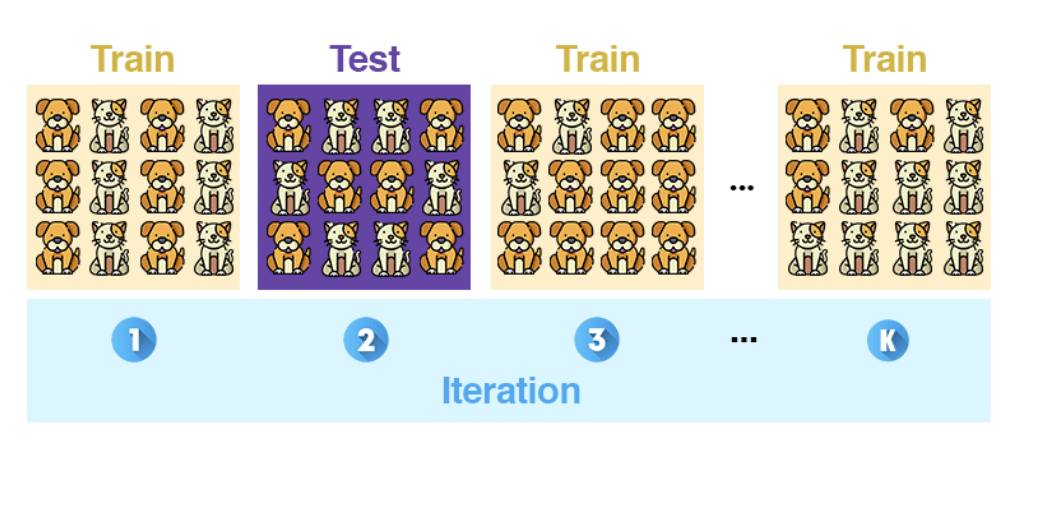 Train Test Train Train
...
1 2 3 ... K
Iteration